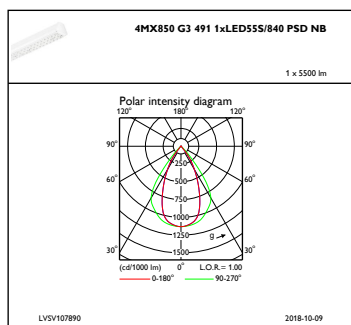 4MX850 G3 491 1xLED55S/840 PSD NB
1 x 5500 lm
Polar intensity diagram
120° 180° 120°
90° 90°
250
60° 500 60°
750
1000
1250 g
30° 1500 30°
(cd/1000 lm) 0° L.O.R.= 1.00
0-180° 90-270°
LVSV107890 2018-10-09